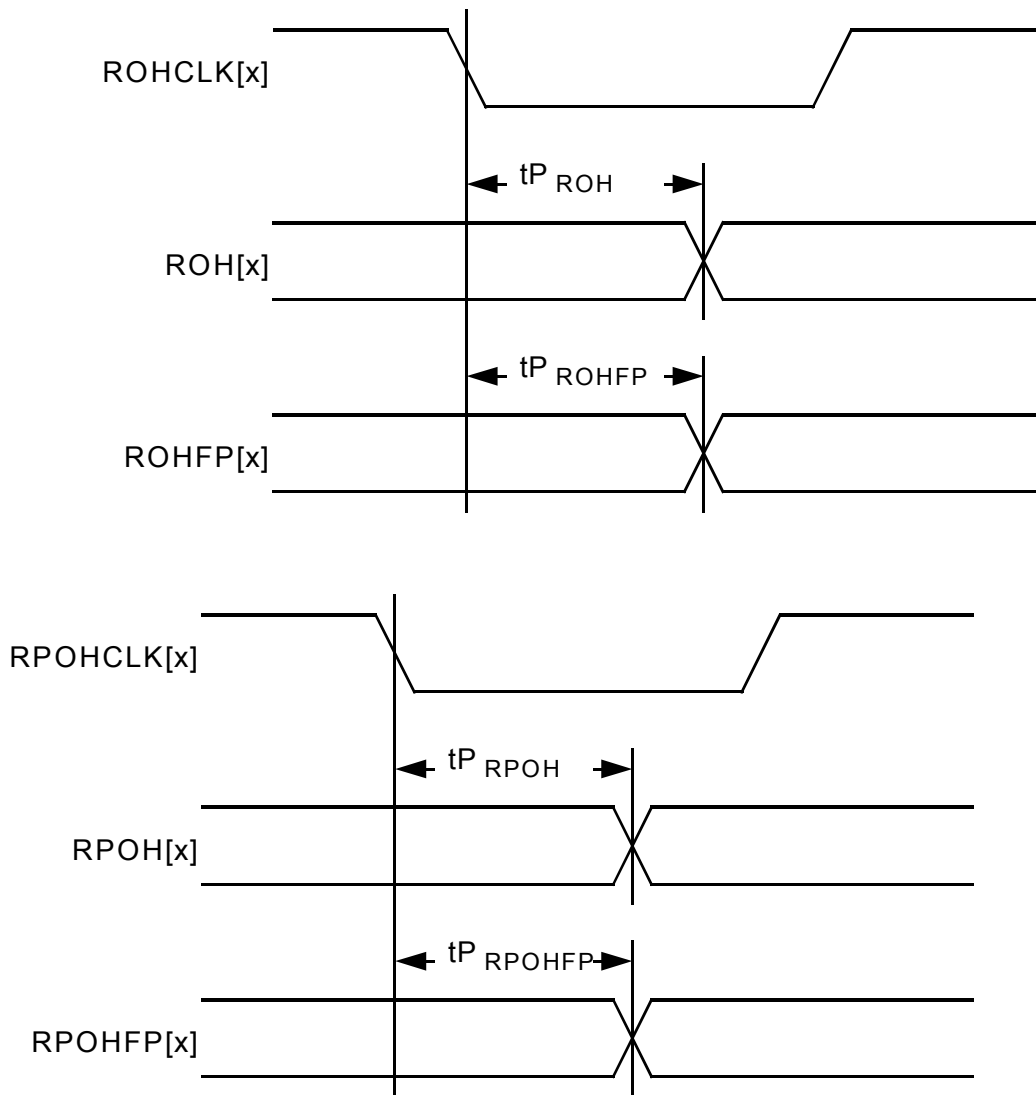 ROHCLK[x]
tP ROH
ROH[x]
tP ROHFP
ROHFP[x]
RPOHCLK[x]
tP RPOH
RPOH[x]
tP RPOHFP
RPOHFP[x]